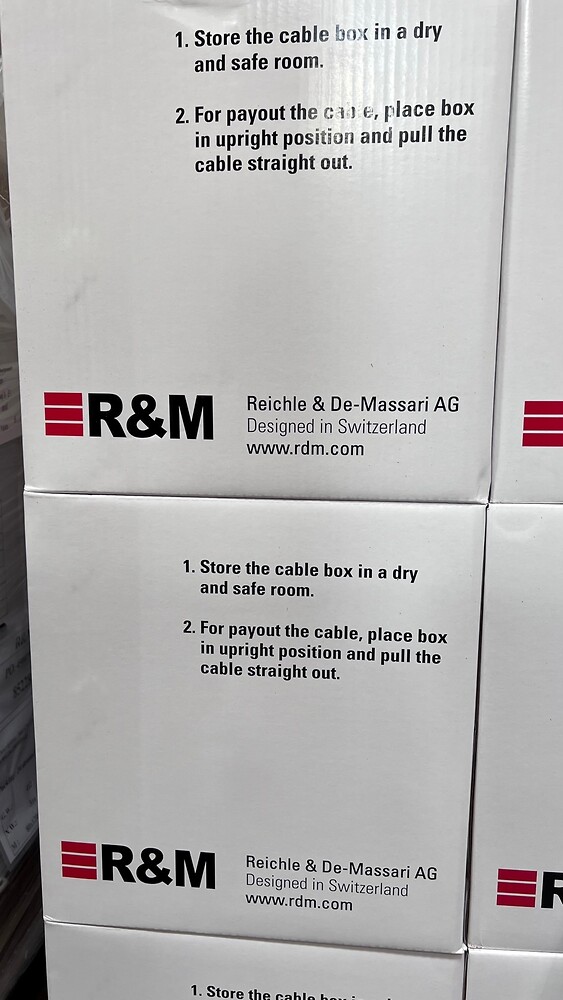 1. Store the cable box in a dry
and safe room.
2. For payout the cable, place box
in upright position and pull the
cable straight out.
R&M
Reichle & De-Massari AG
Designed in Switzerland
www.rdm.com
1. Store the cable box in a dry
and safe room.
2. For payout the cable, place box
in upright position and pull the
cable straight out.
R&M
Reichle & De-Massari AG
Designed in Switzerland
www.rdm.com
R
1. Store the cable box